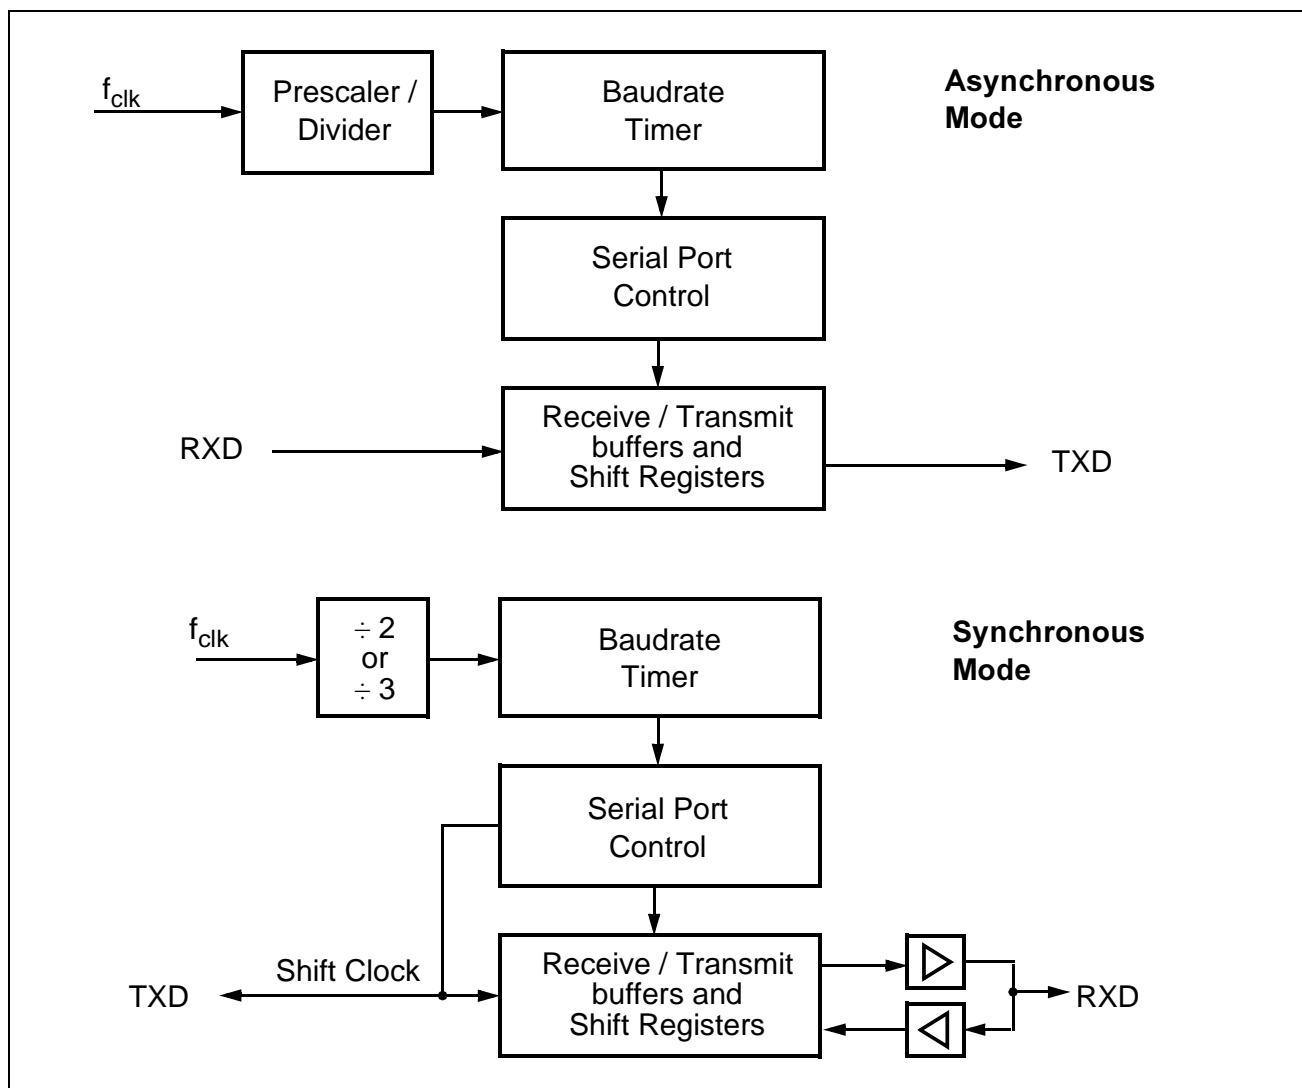 f_clk
Prescaler /
Divider
Baudrate
Timer
Asynchronous
Mode
Serial Port
Control
RXD
Receive / Transmit
buffers and
Shift Registers
TXD
f_clk
÷ 2
or
÷ 3
Baudrate
Timer
Synchronous
Mode
Serial Port
Control
TXD
Shift Clock
Receive / Transmit
buffers and
Shift Registers
RXD